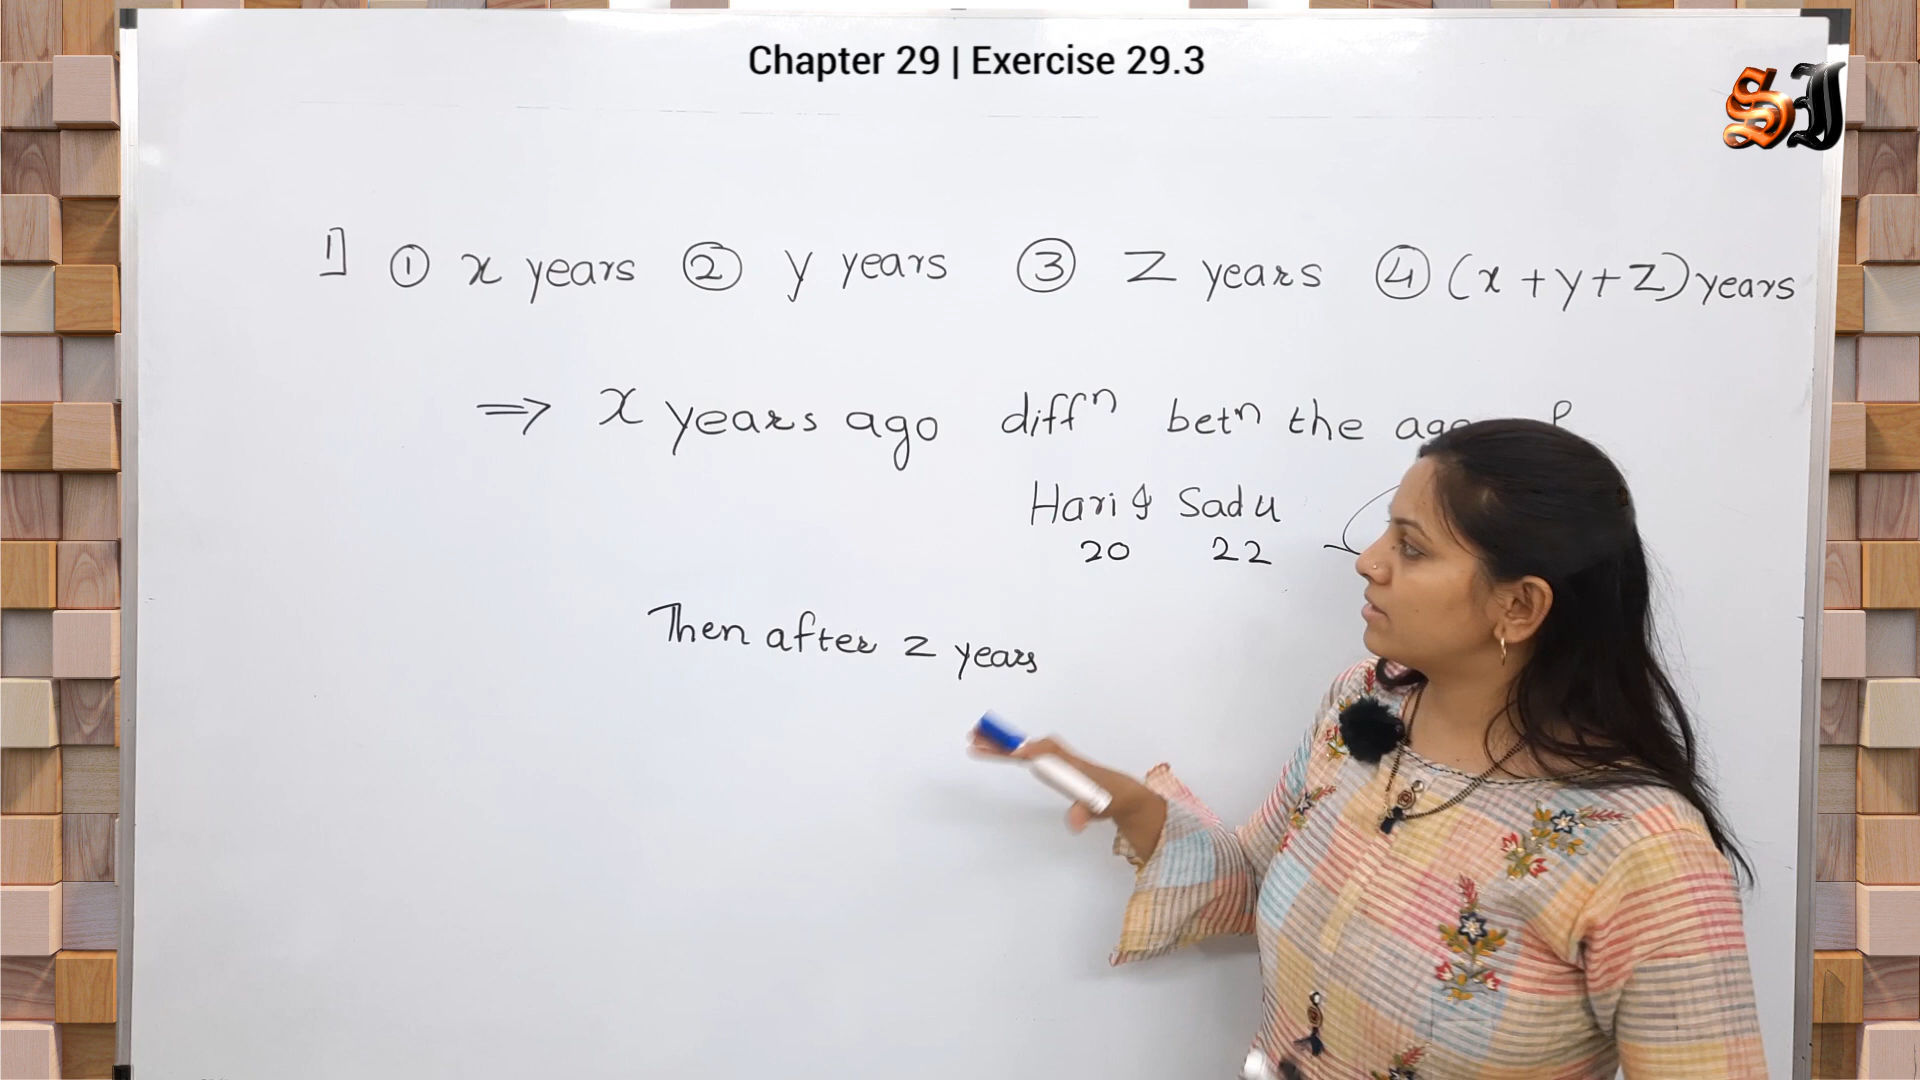 Chapter 29 | Exercise 29.3
SJ
1] ① x years ② y years ③ z years ④ (x + y + z) years
⇒ x years ago diffⁿ betⁿ the
Hari & Sadu
20 22
Then after z years